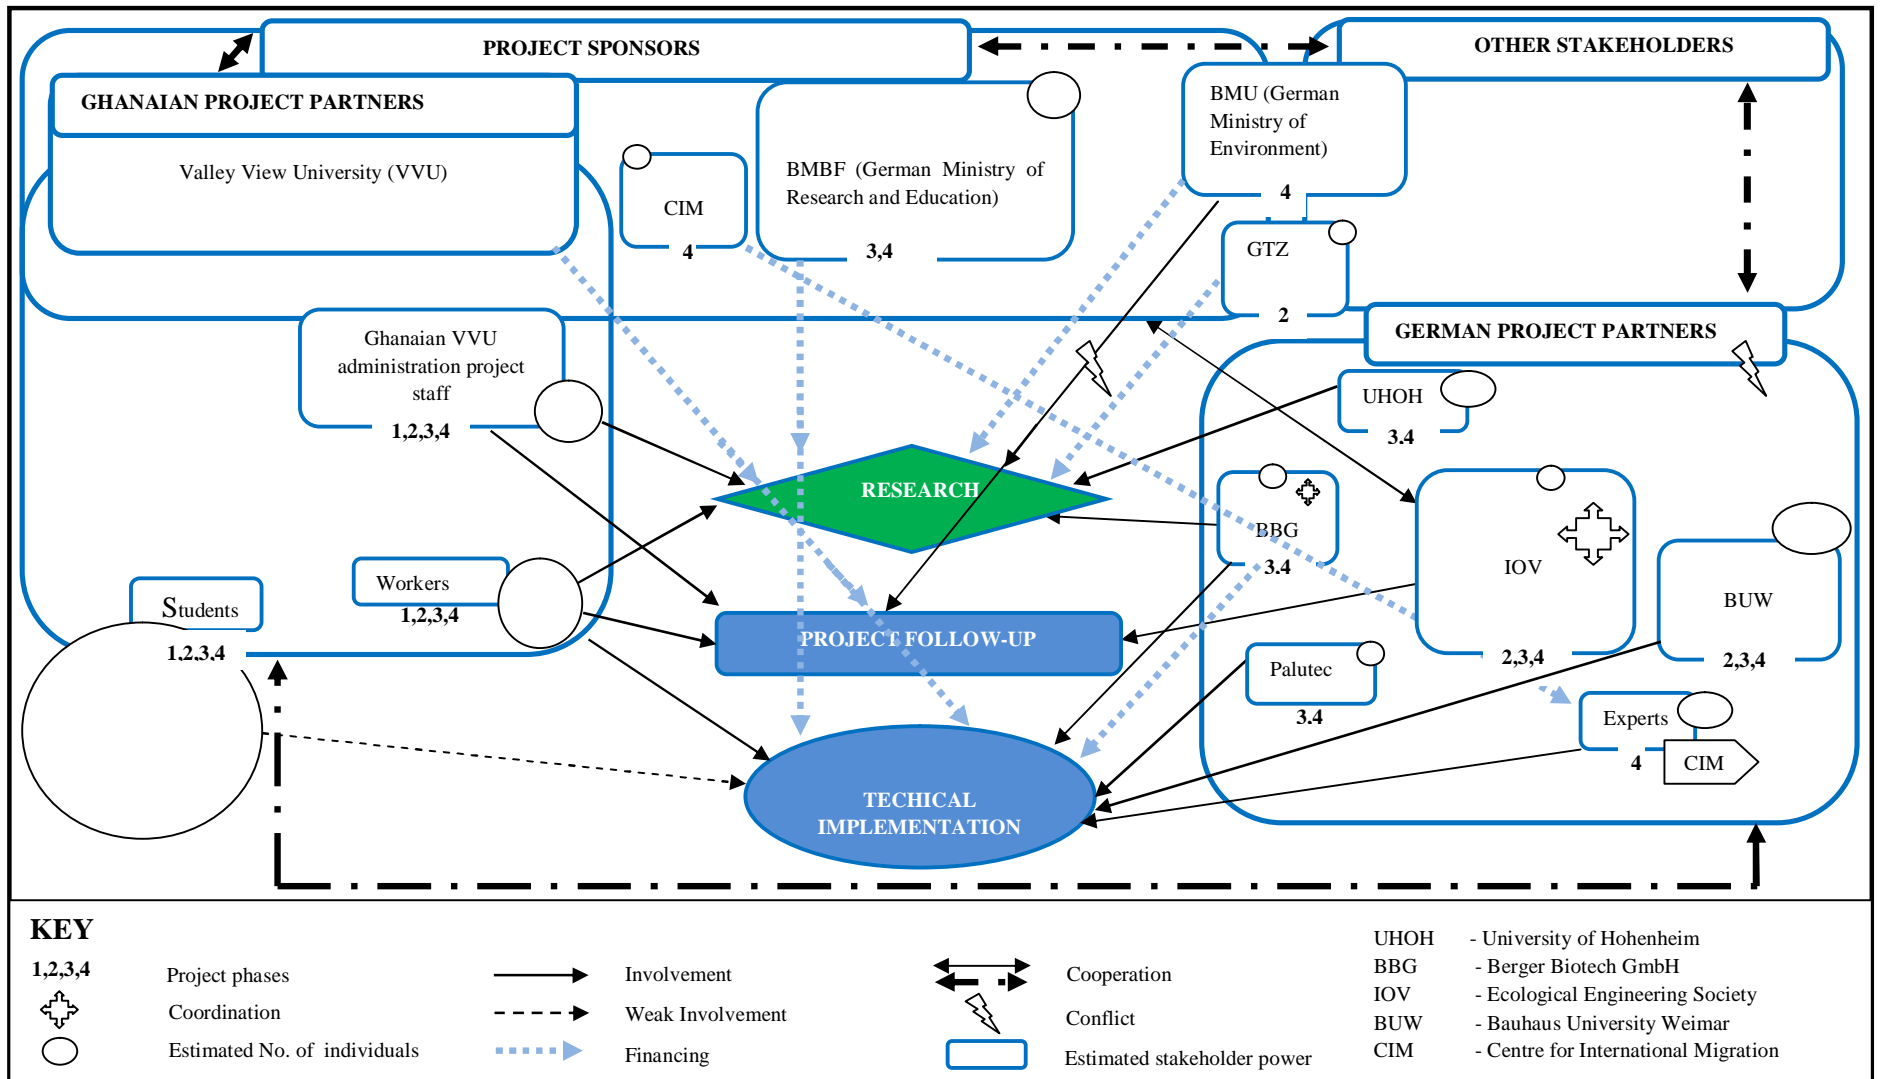 PROJECT SPONSORS
OTHER STAKEHOLDERS
GHANAIAN PROJECT PARTNERS
Valley View University (VVU)
CIM
4
BMBF (German Ministry of
Research and Education)
3,4
BMU (German
Ministry of
Environment)
4
GTZ
2
GERMAN PROJECT PARTNERS
Ghanaian VVU
administration project
staff
1,2,3,4
UHOH
3,4
RESEARCH
BBG
3,4
IOV
2,3,4
BUW
2,3,4
Workers
1,2,3,4
Students
1,2,3,4
PROJECT FOLLOW-UP
Palutec
3,4
Experts
4
CIM
TECHICAL
IMPLEMENTATION
KEY
1,2,3,4 Project phases
Coordination
Estimated No. of individuals
Involvement
Weak Involvement
Financing
Cooperation
Conflict
Estimated stakeholder power
UHOH - University of Hohenheim
BBG - Berger Biotech GmbH
IOV - Ecological Engineering Society
BUW - Bauhaus University Weimar
CIM - Centre for International Migration